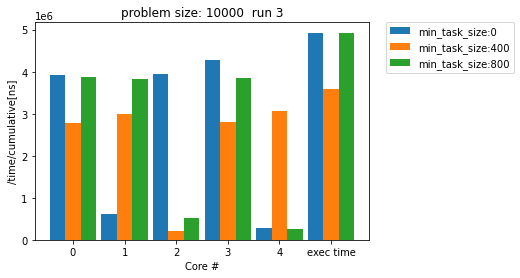 problem size: 10000  run 3
1e6
min_task_size:0
min_task_size:400
min_task_size:800
/time/cumulative[ns]
5
4
3
2
1
0
0 1 2 3 4 exec time
Core #